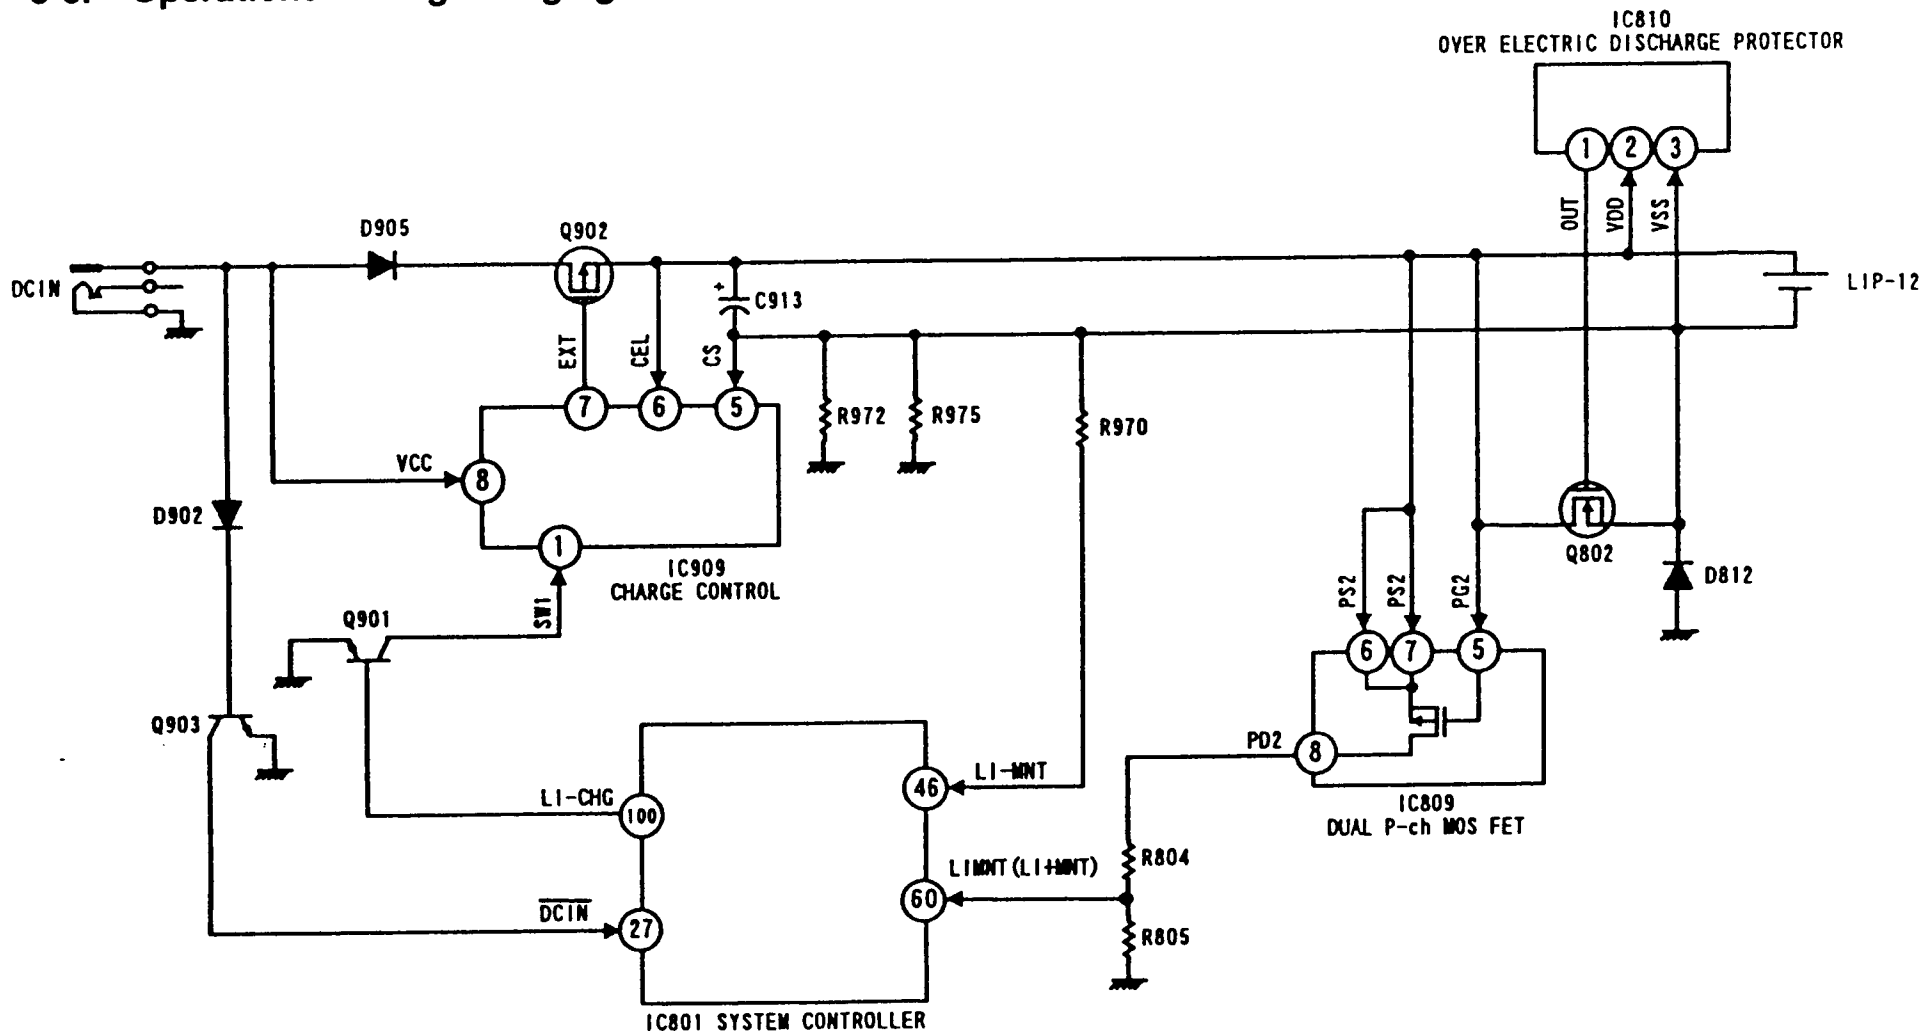 IC810
OVER ELECTRIC DISCHARGE PROTECTOR
1 2 3
OUT
VDD
VSS
D905
Q902
DCIN
C913
+
LIP-12
EXT
CEL
CS
7 6 5
R972
R975
R970
VCC
8
D902
1
IC909
CHARGE CONTROL
SW1
Q901
Q903
Q802
D812
PS2
PS2
PG2
6 7 5
PD2
8
IC809
DUAL P-ch MOS FET
LI-CHG
100
LI-MNT
46
LIMNT(LI+MNT)
60
DCIN
27
R804
R805
IC801 SYSTEM CONTROLLER